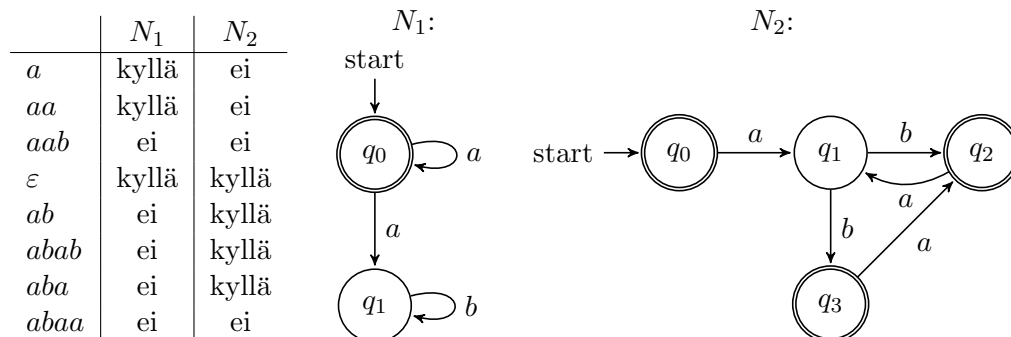 N₁ N₂
a kyllä ei
aa kyllä ei
aab ei ei
ε kyllä kyllä
ab ei kyllä
abab ei kyllä
aba ei kyllä
abaa ei ei
N₁:
start
q₀ a
a
q₁ b
N₂:
start q₀ a q₁ b q₂
a
b a
q₃